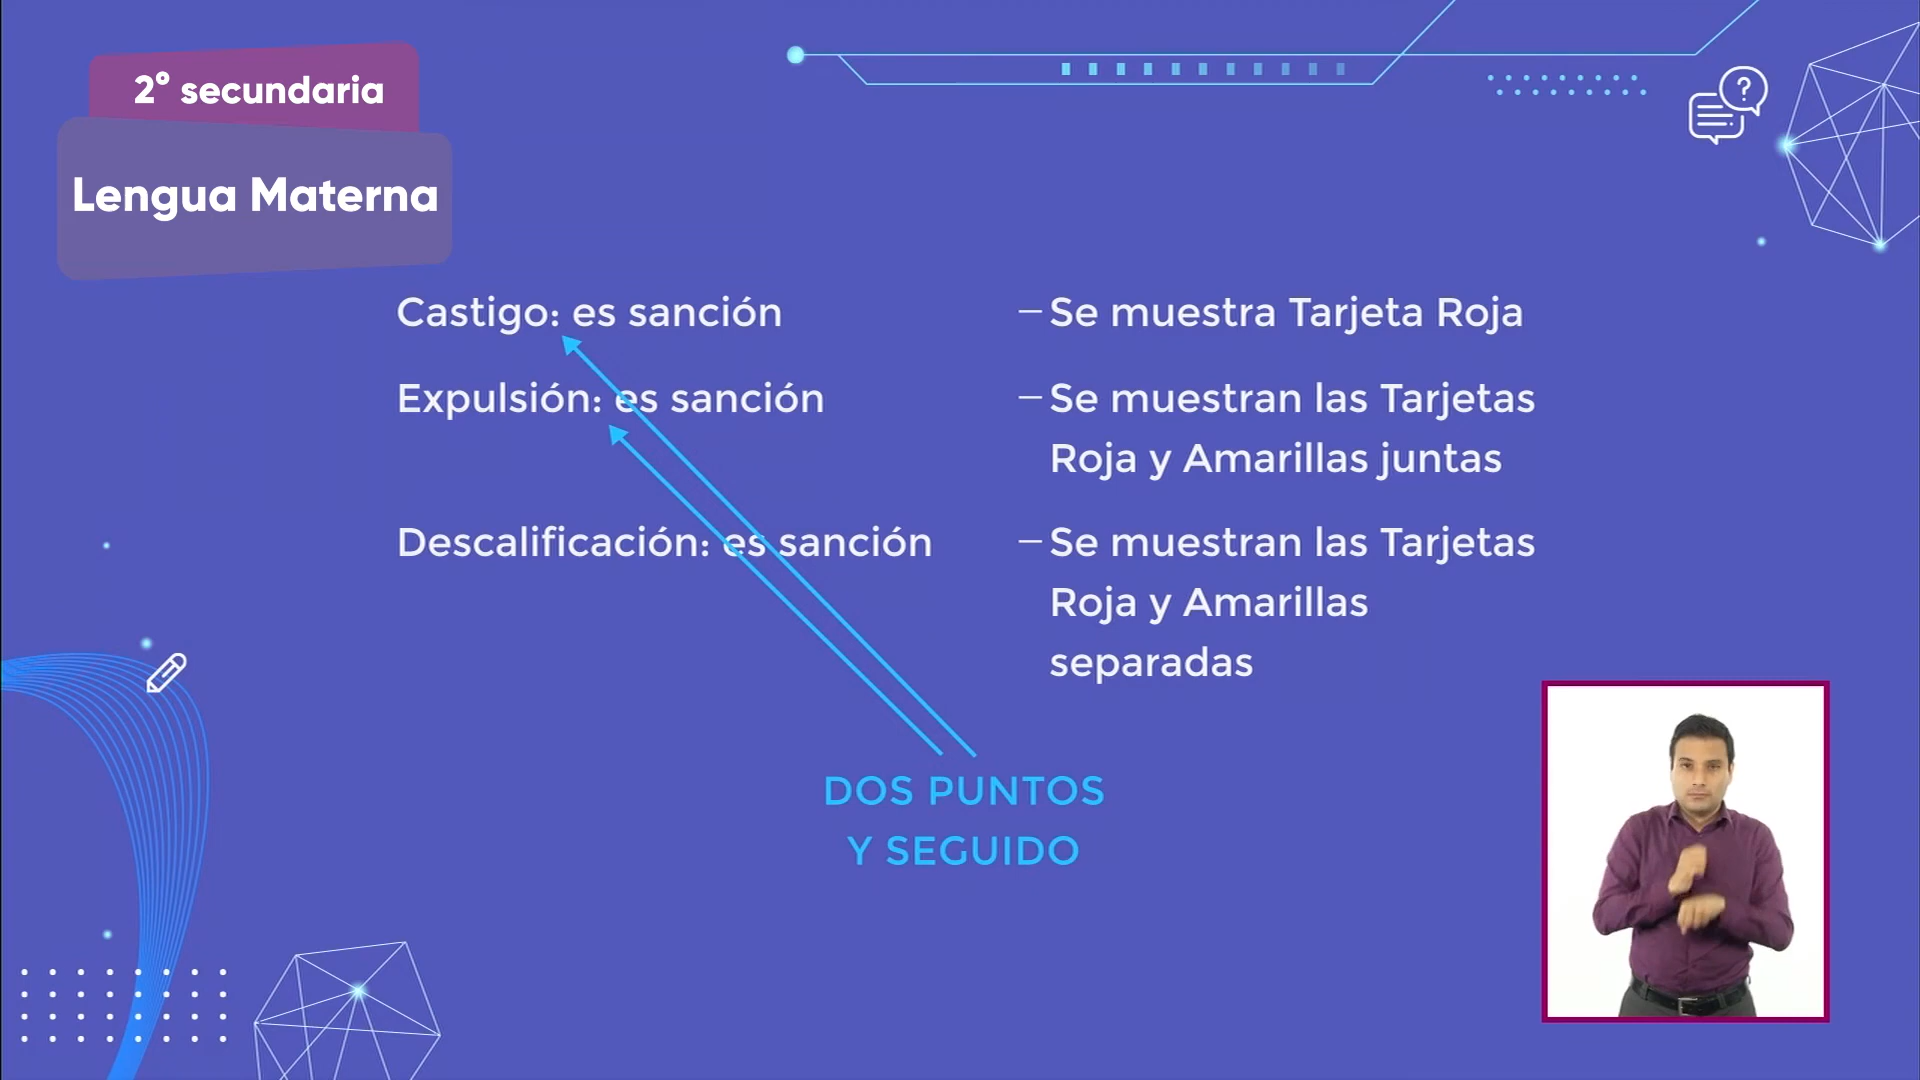 2° secundaria
Lengua Materna
Castigo: es sanción
— Se muestra Tarjeta Roja
Expulsión: es sanción
— Se muestran las Tarjetas
Roja y Amarillas juntas
Descalificación: es sanción
— Se muestran las Tarjetas
Roja y Amarillas
separadas
DOS PUNTOS
Y SEGUIDO